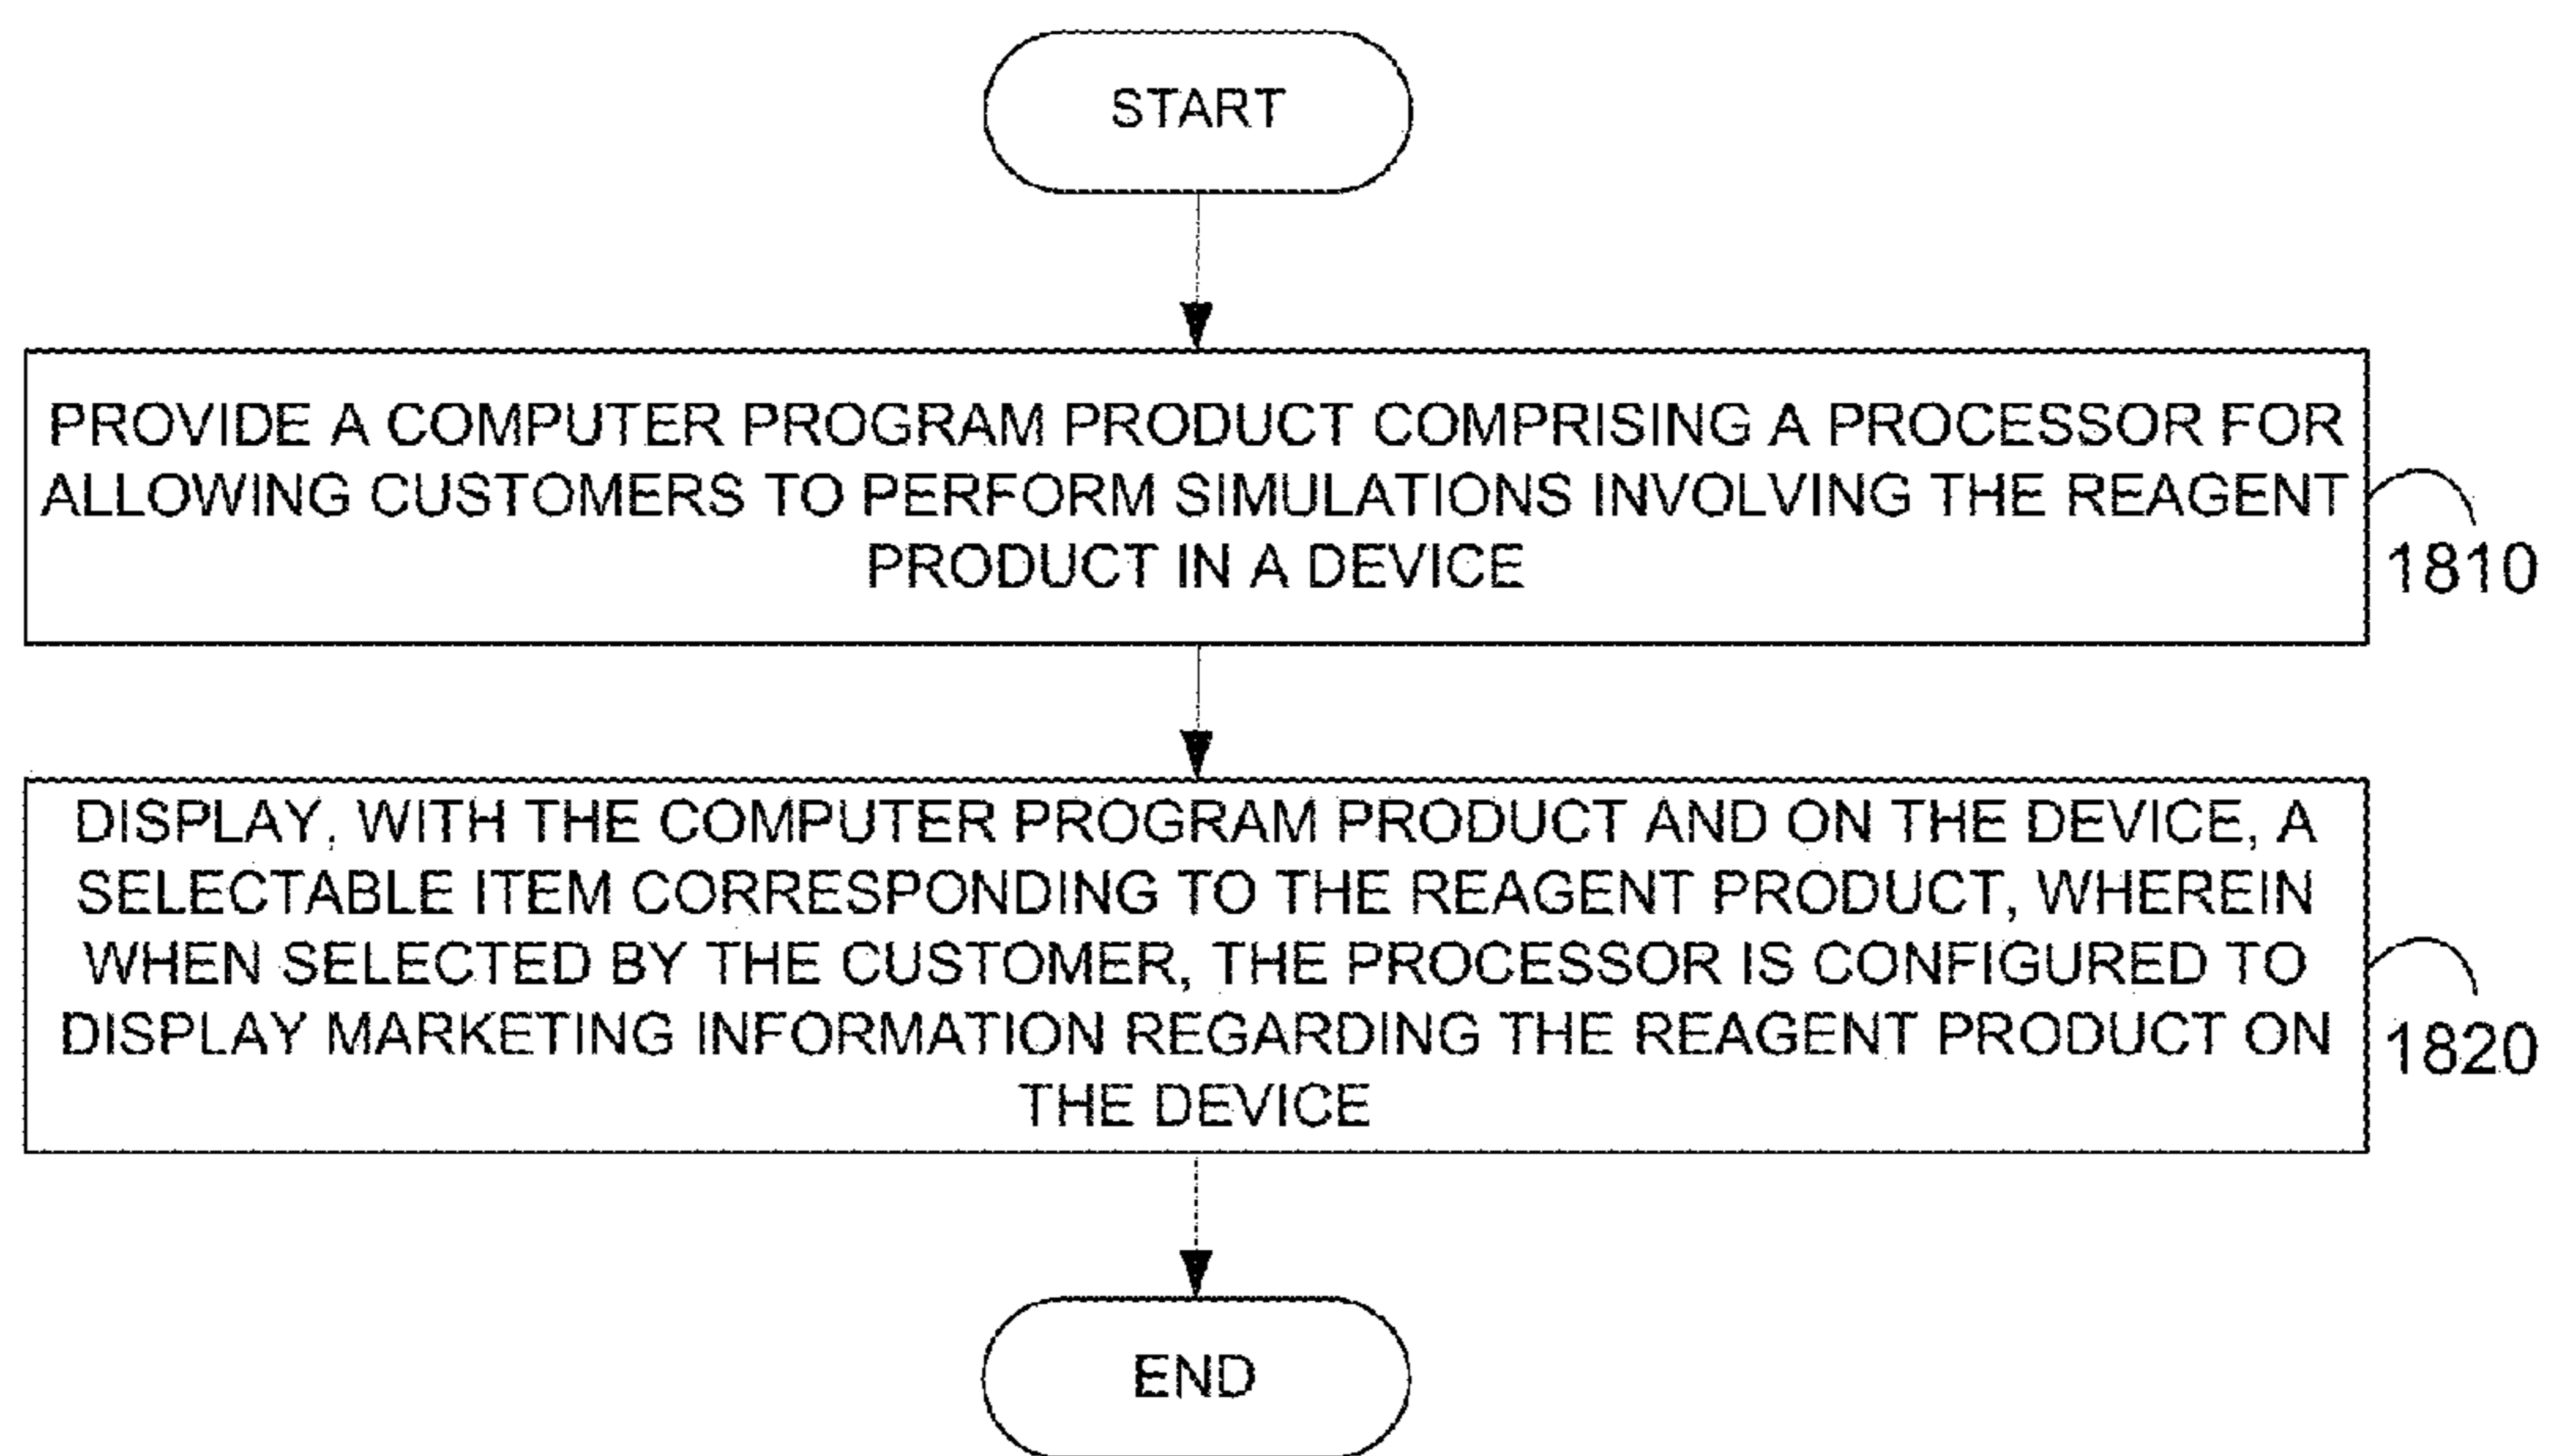 START
PROVIDE A COMPUTER PROGRAM PRODUCT COMPRISING A PROCESSOR FOR
ALLOWING CUSTOMERS TO PERFORM SIMULATIONS INVOLVING THE REAGENT
PRODUCT IN A DEVICE
1810
DISPLAY, WITH THE COMPUTER PROGRAM PRODUCT AND ON THE DEVICE, A
SELECTABLE ITEM CORRESPONDING TO THE REAGENT PRODUCT, WHEREIN
WHEN SELECTED BY THE CUSTOMER, THE PROCESSOR IS CONFIGURED TO
DISPLAY MARKETING INFORMATION REGARDING THE REAGENT PRODUCT ON
THE DEVICE
1820
END